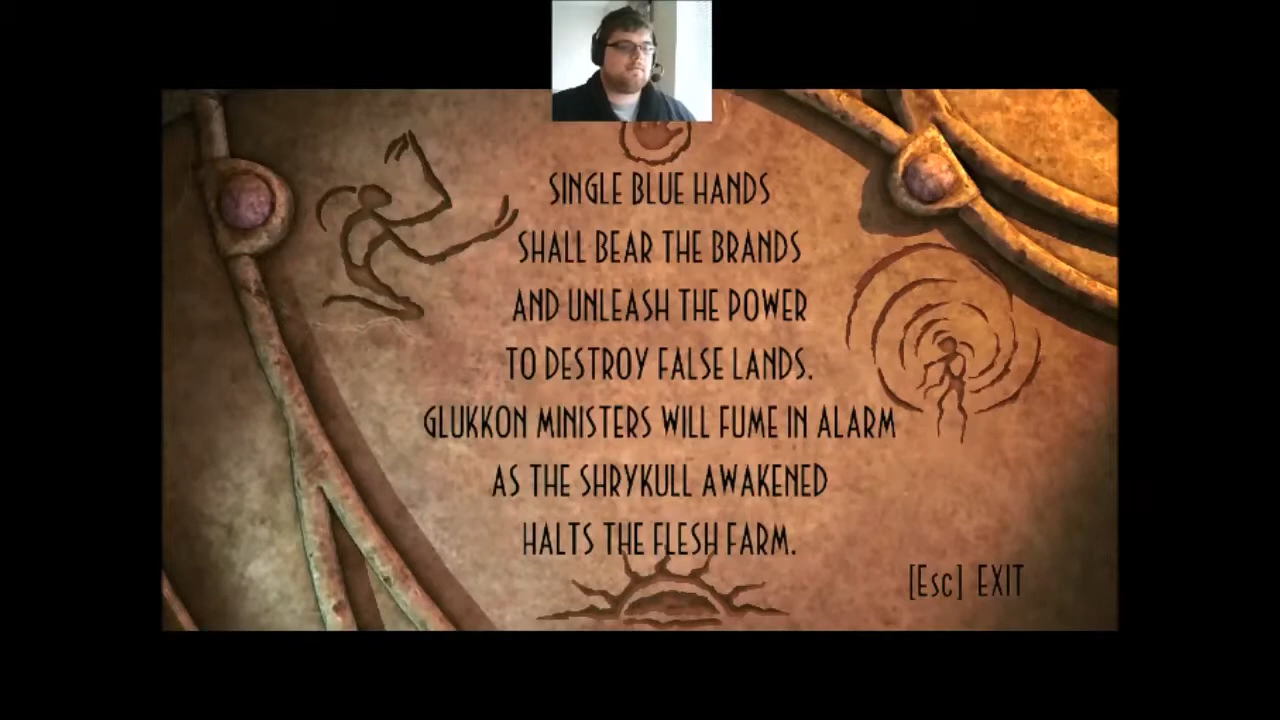 SINGLE BLUE HANDS
SHALL BEAR THE BRANDS
AND UNLEASH THE POWER
TO DESTROY FALSE LANDS.
GLUKKON MINISTERS WILL FUME IN ALARM
AS THE SHRYKULL AWAKENED
HALTS THE FLESH FARM.
[Esc] EXIT